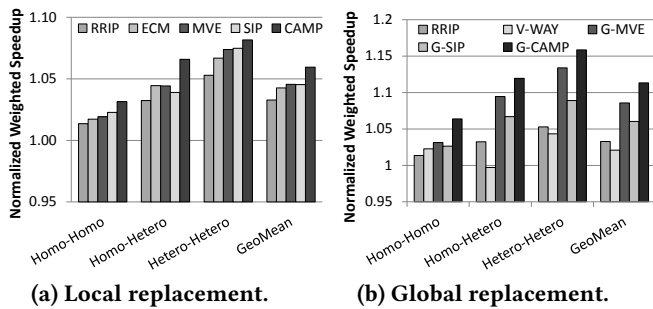 Normalized Weighted Speedup
1.10
1.05
1.00
0.95
RRIP ECM MVE SIP CAMP
Homo-Homo
Homo-Hetero
Hetero-Hetero
GeoMean
(a) Local replacement.
Normalized Weighted Speedup
1.2
1.15
1.1
1.05
1
0.95
RRIP V-WAY G-MVE
G-SIP G-CAMP
Homo-Homo
Homo-Hetero
Hetero-Hetero
GeoMean
(b) Global replacement.